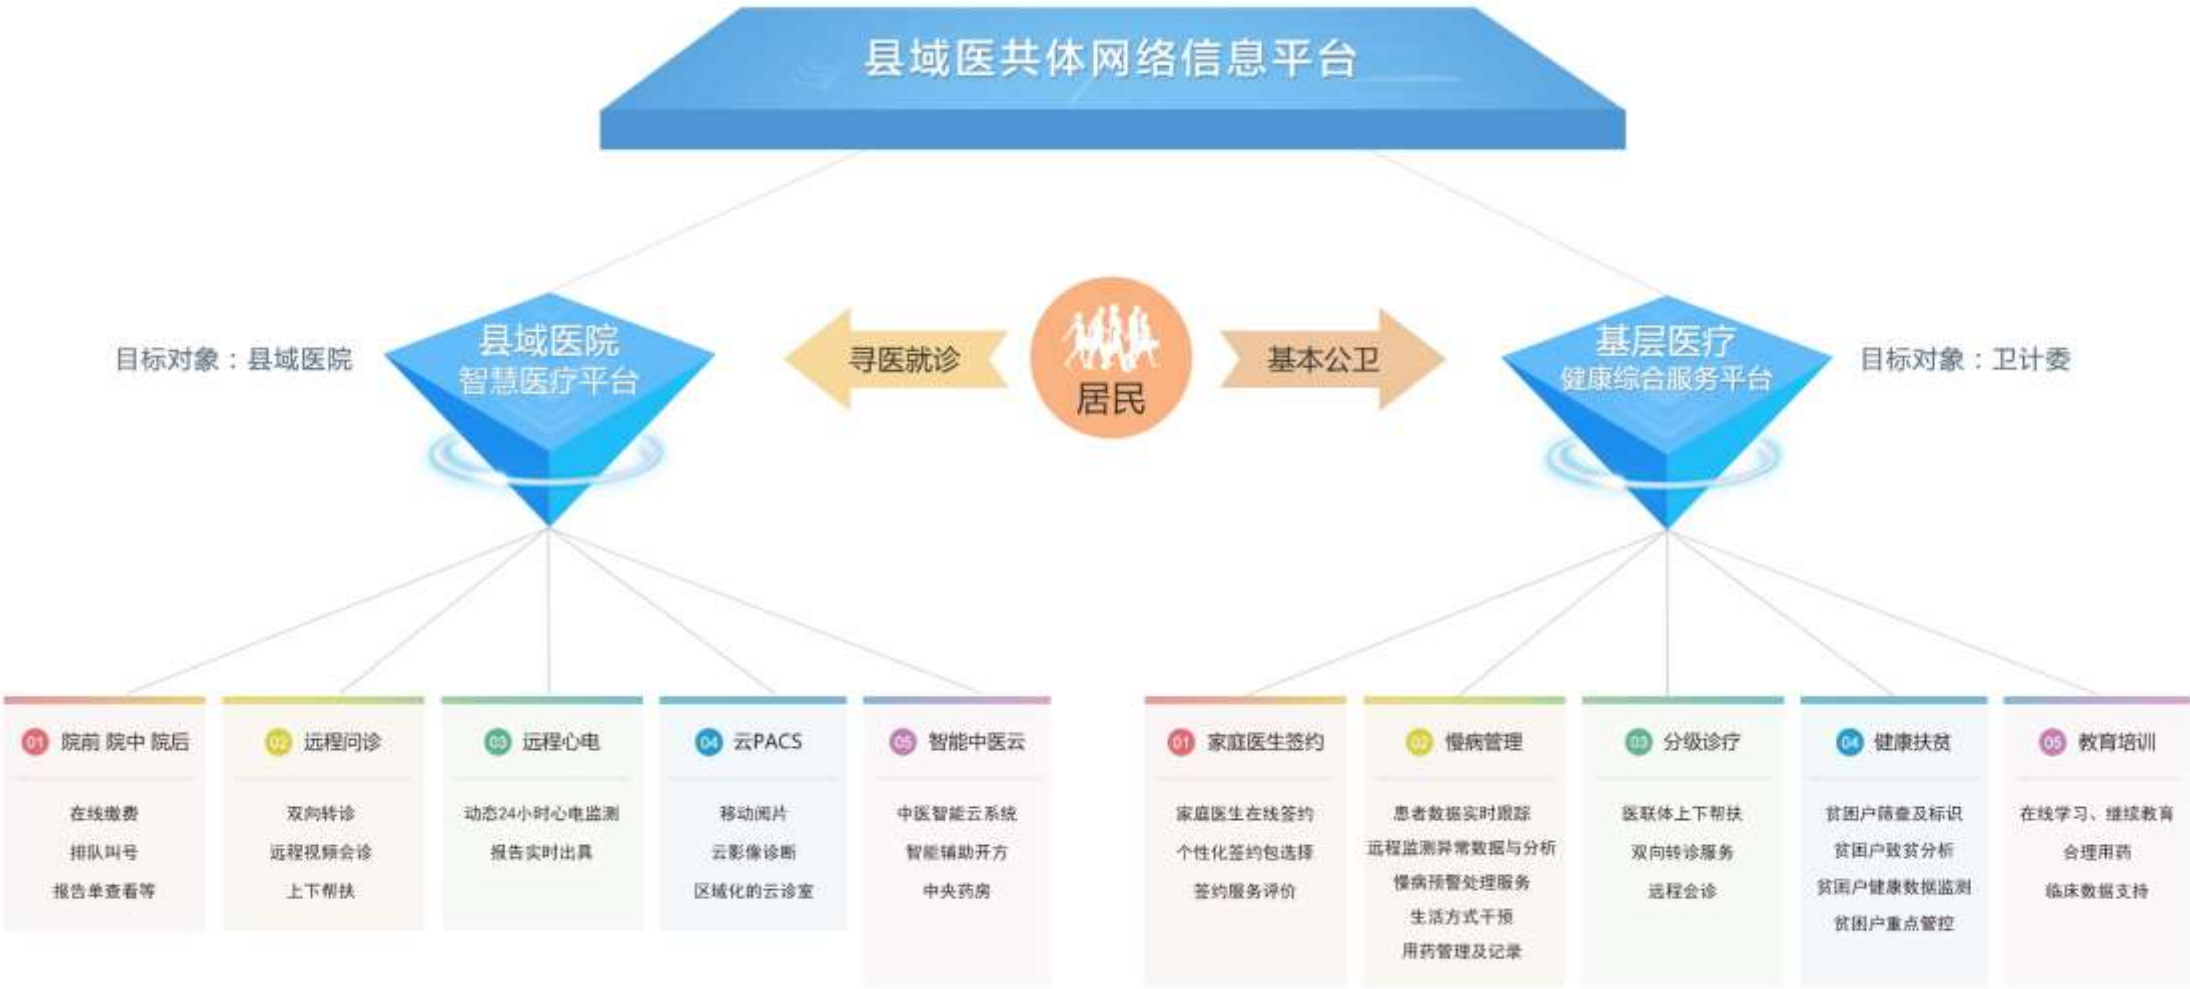 县域医共体网络信息平台
目标对象：县域医院
县域医院
智慧医疗平台
寻医就诊
居民
基本公卫
基层医疗
健康综合服务平台
目标对象：卫计委
01 院前 院中 院后
在线缴费
排队叫号
报告单查看等
02 远程问诊
双向转诊
远程视频会诊
上下帮扶
03 远程心电
动态24小时心电监测
报告实时出具
04 云PACS
移动阅片
云影像诊断
区域化的云诊室
05 智能中医云
中医智能云系统
智能辅助开方
中央药房
01 家庭医生签约
家庭医生在线签约
个性化签约包选择
签约服务评价
02 慢病管理
患者数据实时跟踪
远程监测异常数据与分析
慢病预警处理服务
生活方式干预
用药管理及记录
03 分级诊疗
医联体上下帮扶
双向转诊服务
远程会诊
04 健康扶贫
贫困户筛查及标识
贫困户致贫分析
贫困户健康数据监测
贫困户重点管控
05 教育培训
在线学习、继续教育
合理用药
临床数据支持